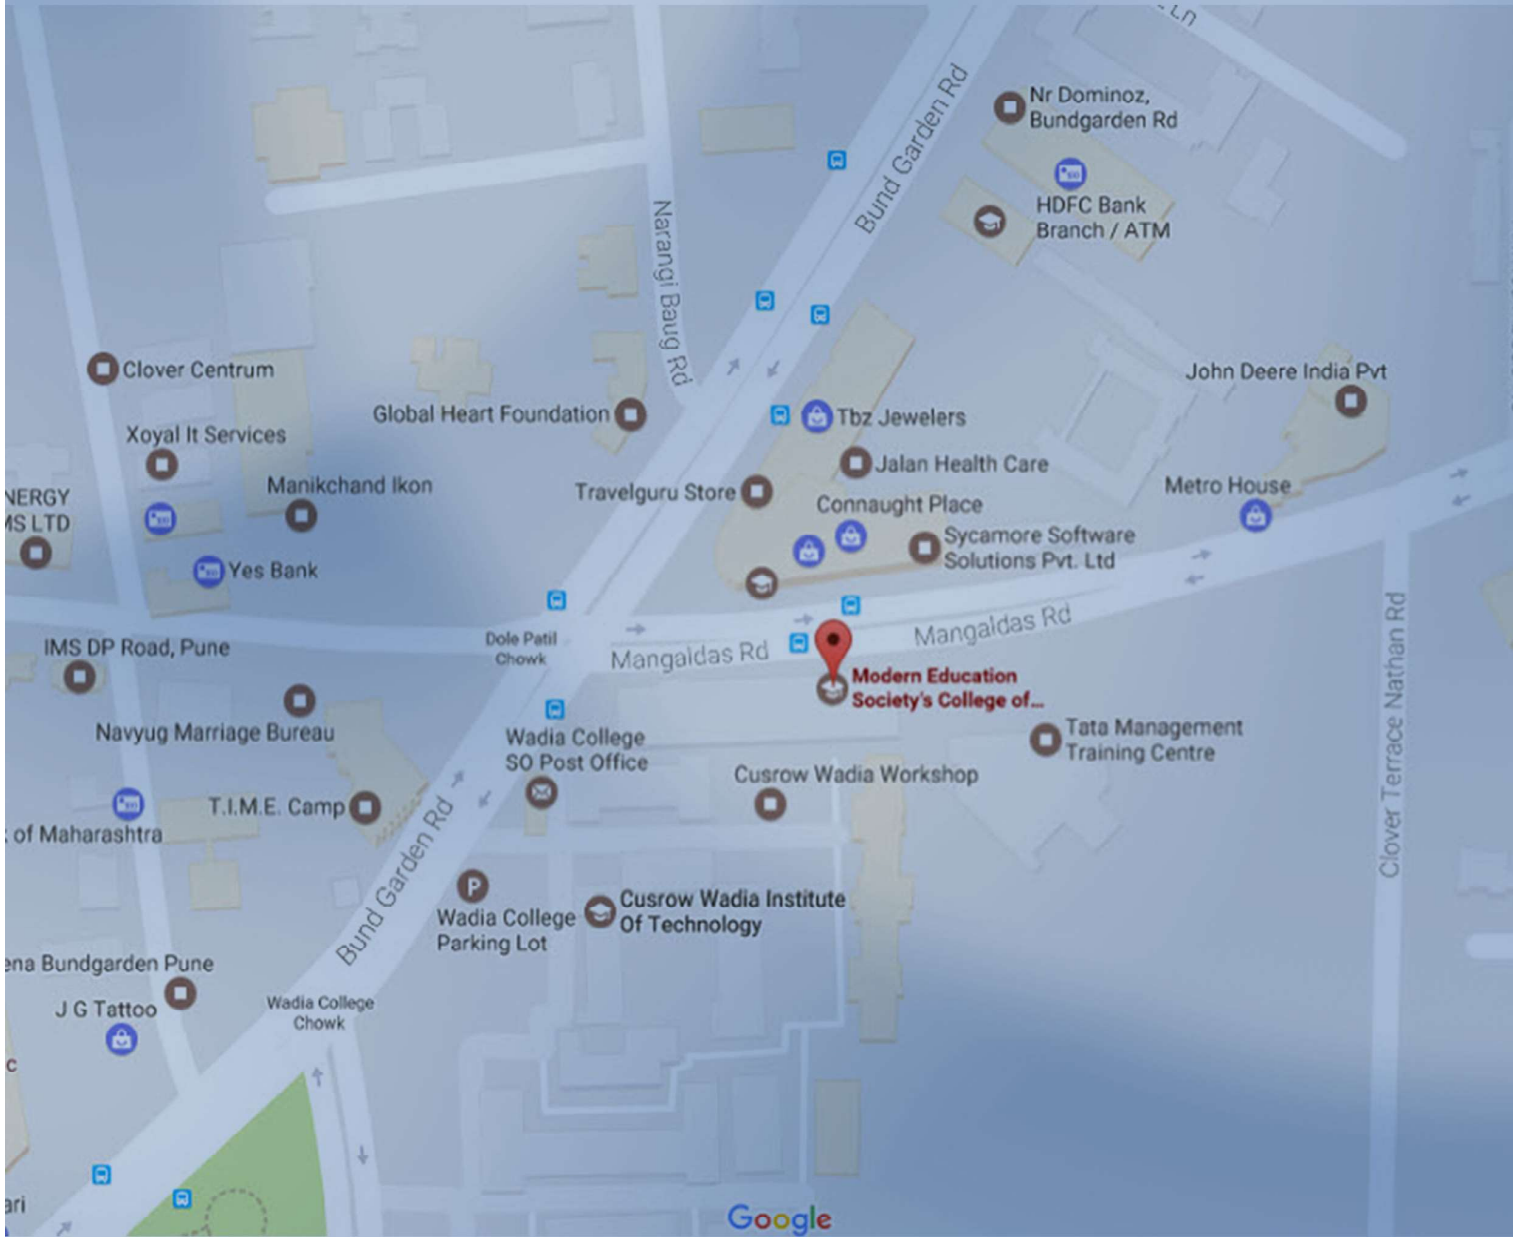 Ln
Nr Dominoz,
Bundgarden Rd
Bund Garden Rd
HDFC Bank
Branch / ATM
Narangi Baug Rd
Clover Centrum
John Deere India Pvt
Global Heart Foundation
Tbz Jewelers
Xoyal It Services
Jalan Health Care
Manikchand Ikon
Travelguru Store
Metro House
NERGY
MS LTD
Connaught Place
Sycamore Software
Solutions Pvt. Ltd
Yes Bank
Dole Patil
Chowk
IMS DP Road, Pune
Mangaldas Rd
Mangaldas Rd
Clover Terrace Nathan Rd
Modern Education
Society's College of...
Navyug Marriage Bureau
Wadia College
SO Post Office
Tata Management
Training Centre
Cusrow Wadia Workshop
T.I.M.E. Camp
of Maharashtra
Bund Garden Rd
Wadia College
Parking Lot
Cusrow Wadia Institute
Of Technology
ena Bundgarden Pune
J G Tattoo
Wadia College
Chowk
c
ari
Google